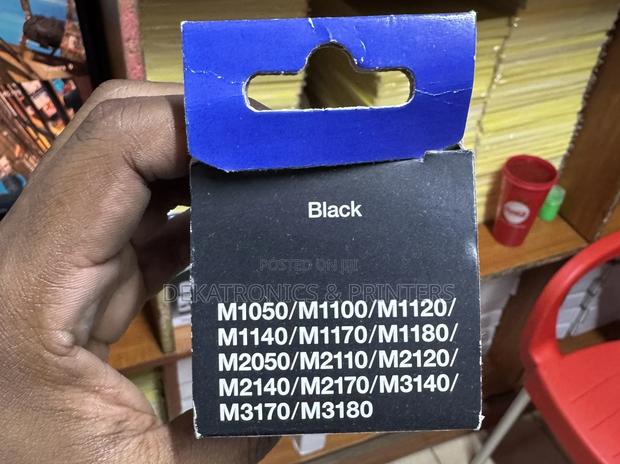 Black
POSTED ON JIJI
DEKATRONICS & PRINTERS
M1050/M1100/M1120/
M1140/M1170/M1180/
M2050/M2110/M2120/
M2140/M2170/M3140/
M3170/M3180